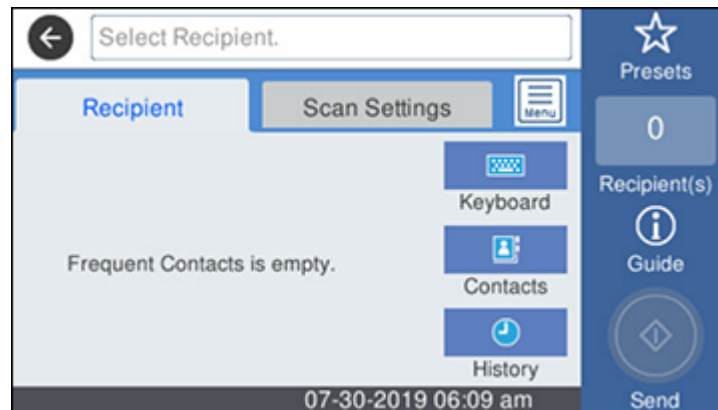 Select Recipient.
Presets
Recipient
Scan Settings
Menu
0
Recipient(s)
Keyboard
Guide
Frequent Contacts is empty.
Contacts
History
07-30-2019 06:09 am
Send